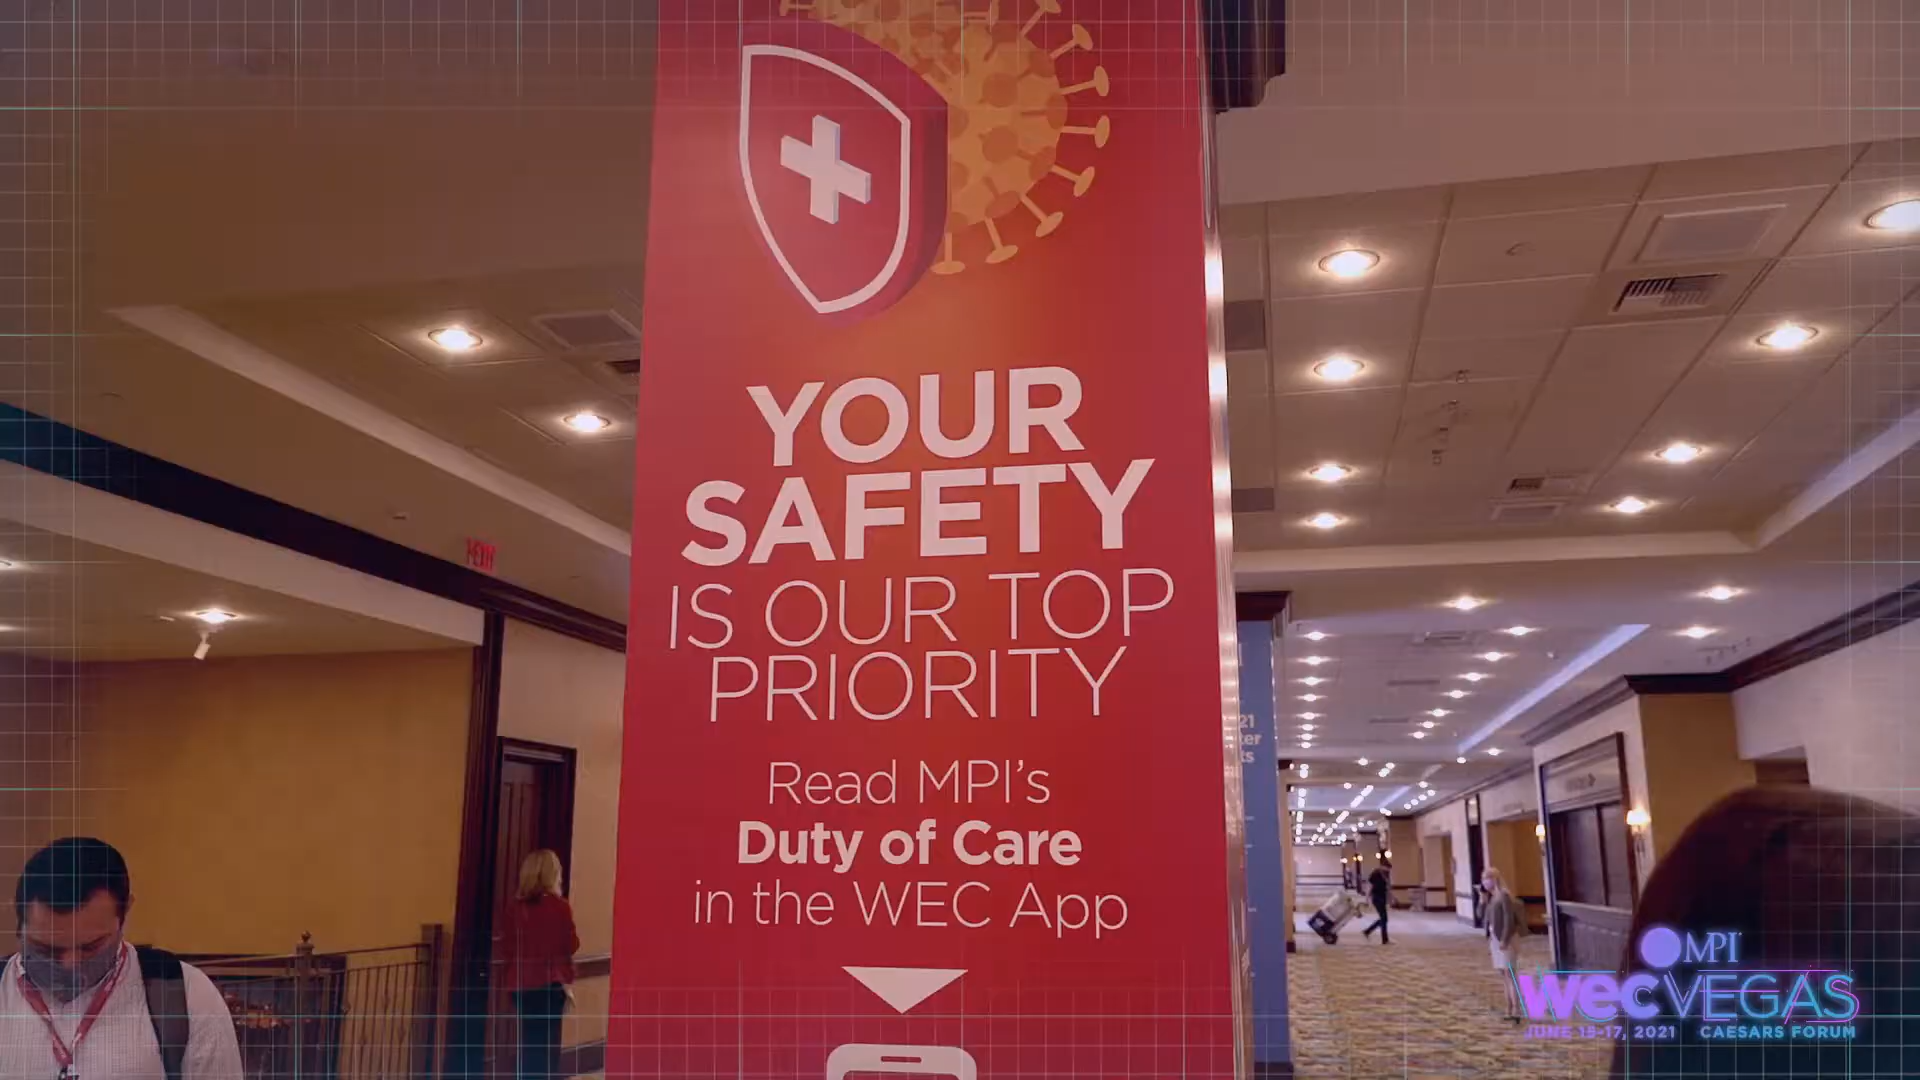 YOUR
SAFETY
IS OUR TOP
PRIORITY
Read MPI's
Duty of Care
in the WEC App
EXIT
21
MPI
wec VEGAS
JUNE 15-17, 2021 CAESARS FORUM